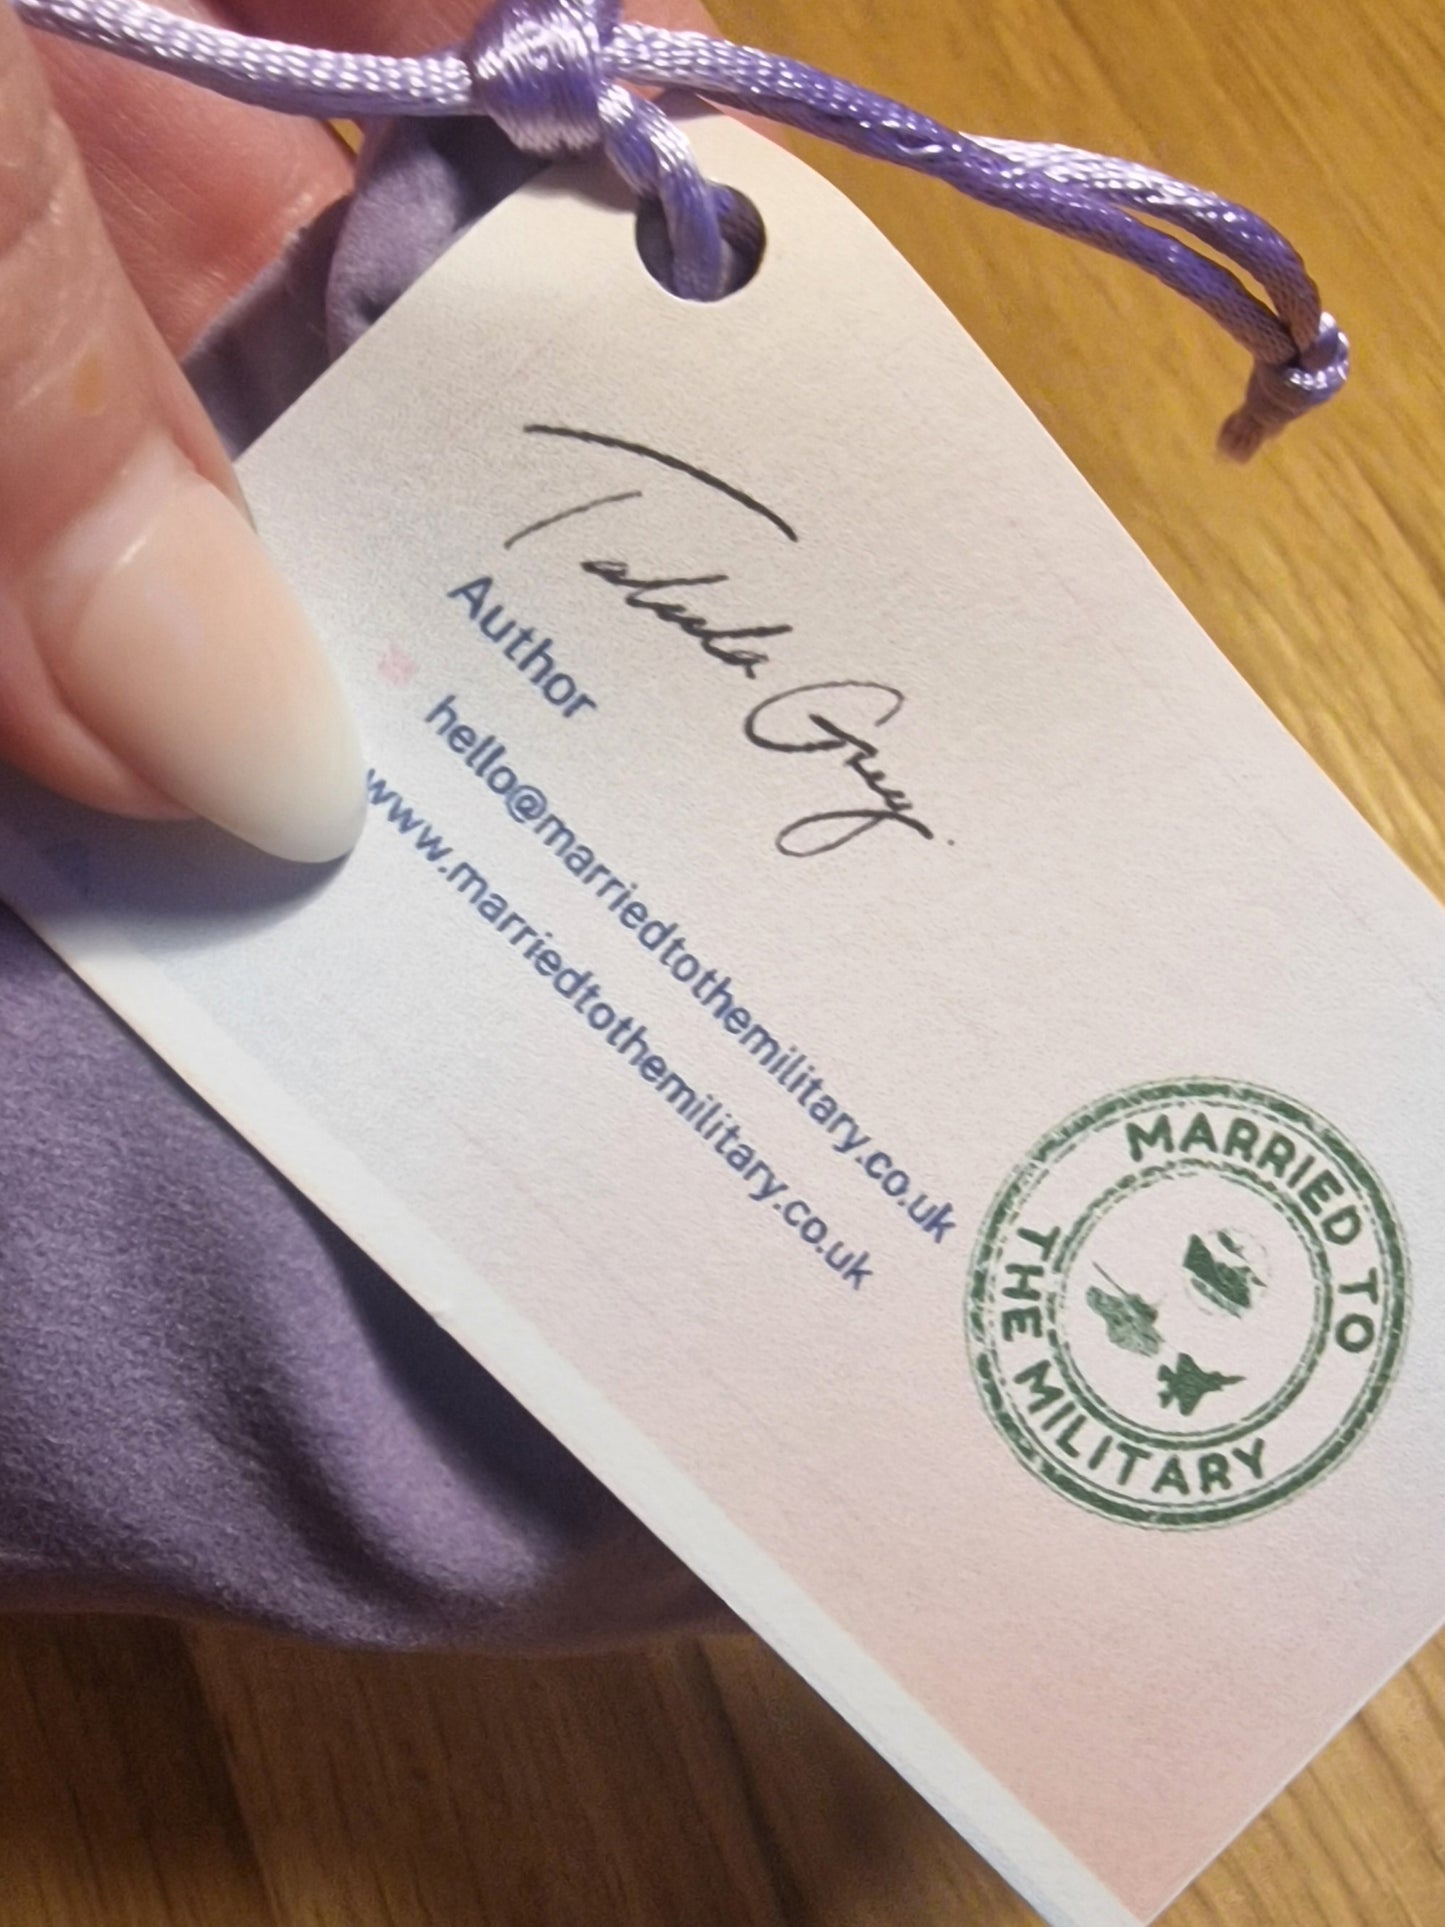 Talula Grey
Author
hello@marriedtothemilitary.co.uk
www.marriedtothemilitary.co.uk
MARRIED TO
THE MILITARY